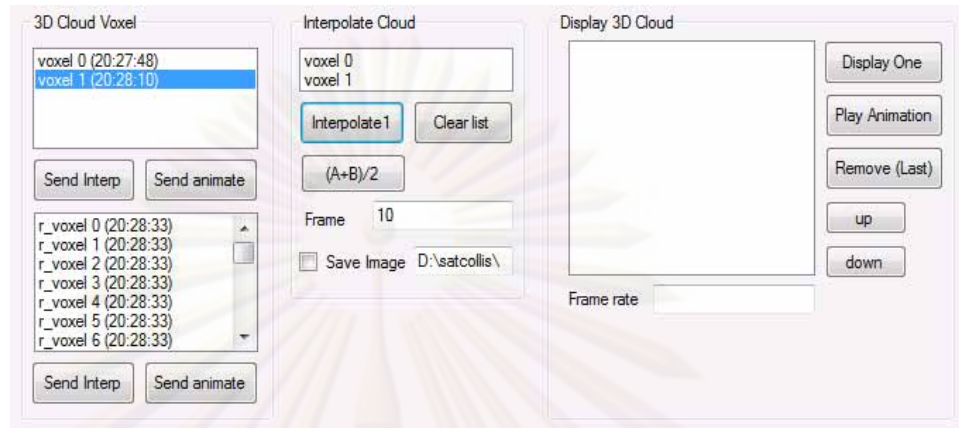 3D Cloud Voxel
voxel 0 (20:27:48)
voxel 1 (20:28:10)
Send Interp
Send animate
r_voxel 0 (20:28:33)
r_voxel 1 (20:28:33)
r_voxel 2 (20:28:33)
r_voxel 3 (20:28:33)
r_voxel 4 (20:28:33)
r_voxel 5 (20:28:33)
r_voxel 6 (20:28:33)
Send Interp
Send animate
Interpolate Cloud
voxel 0
voxel 1
Interpolate1
Clear list
(A+B)/2
Frame
10
Save Image
D:\satcollis\
Display 3D Cloud
Display One
Play Animation
Remove (Last)
up
down
Frame rate